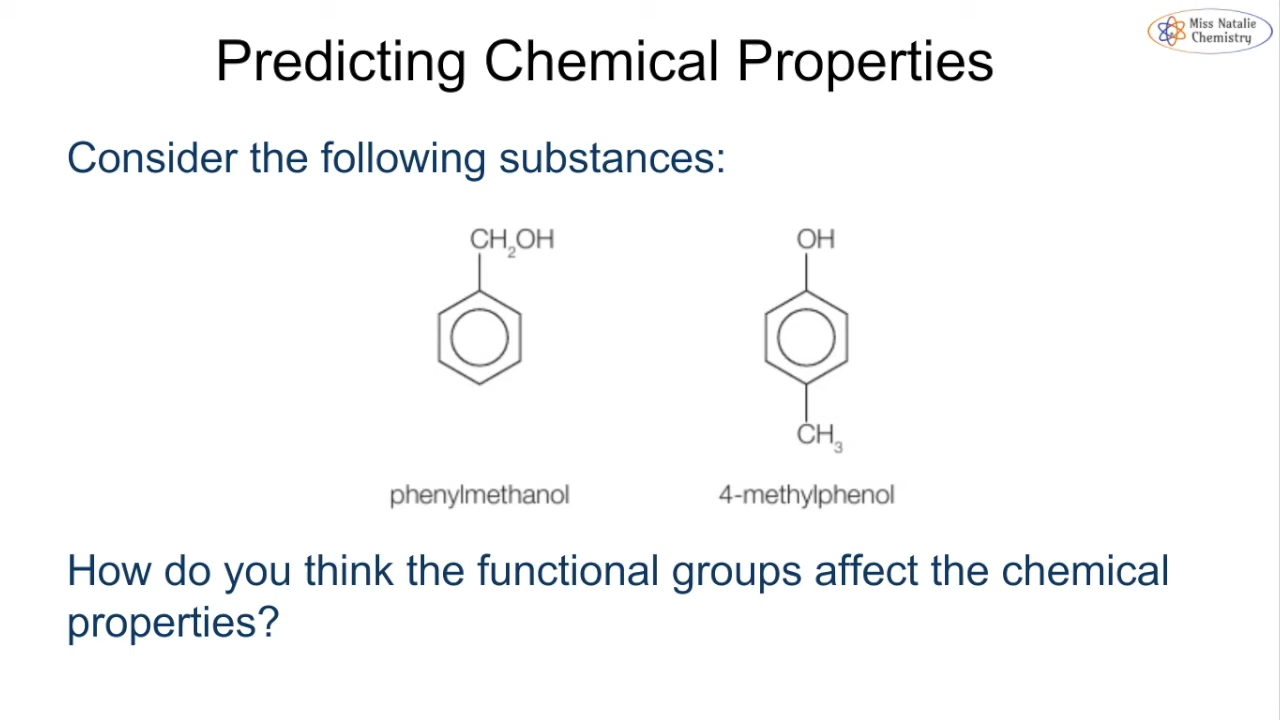 Miss Natalie
Chemistry
Predicting Chemical Properties
Consider the following substances:
CH₂OH
OH
CH₃
phenylmethanol
4-methylphenol
How do you think the functional groups affect the chemical
properties?